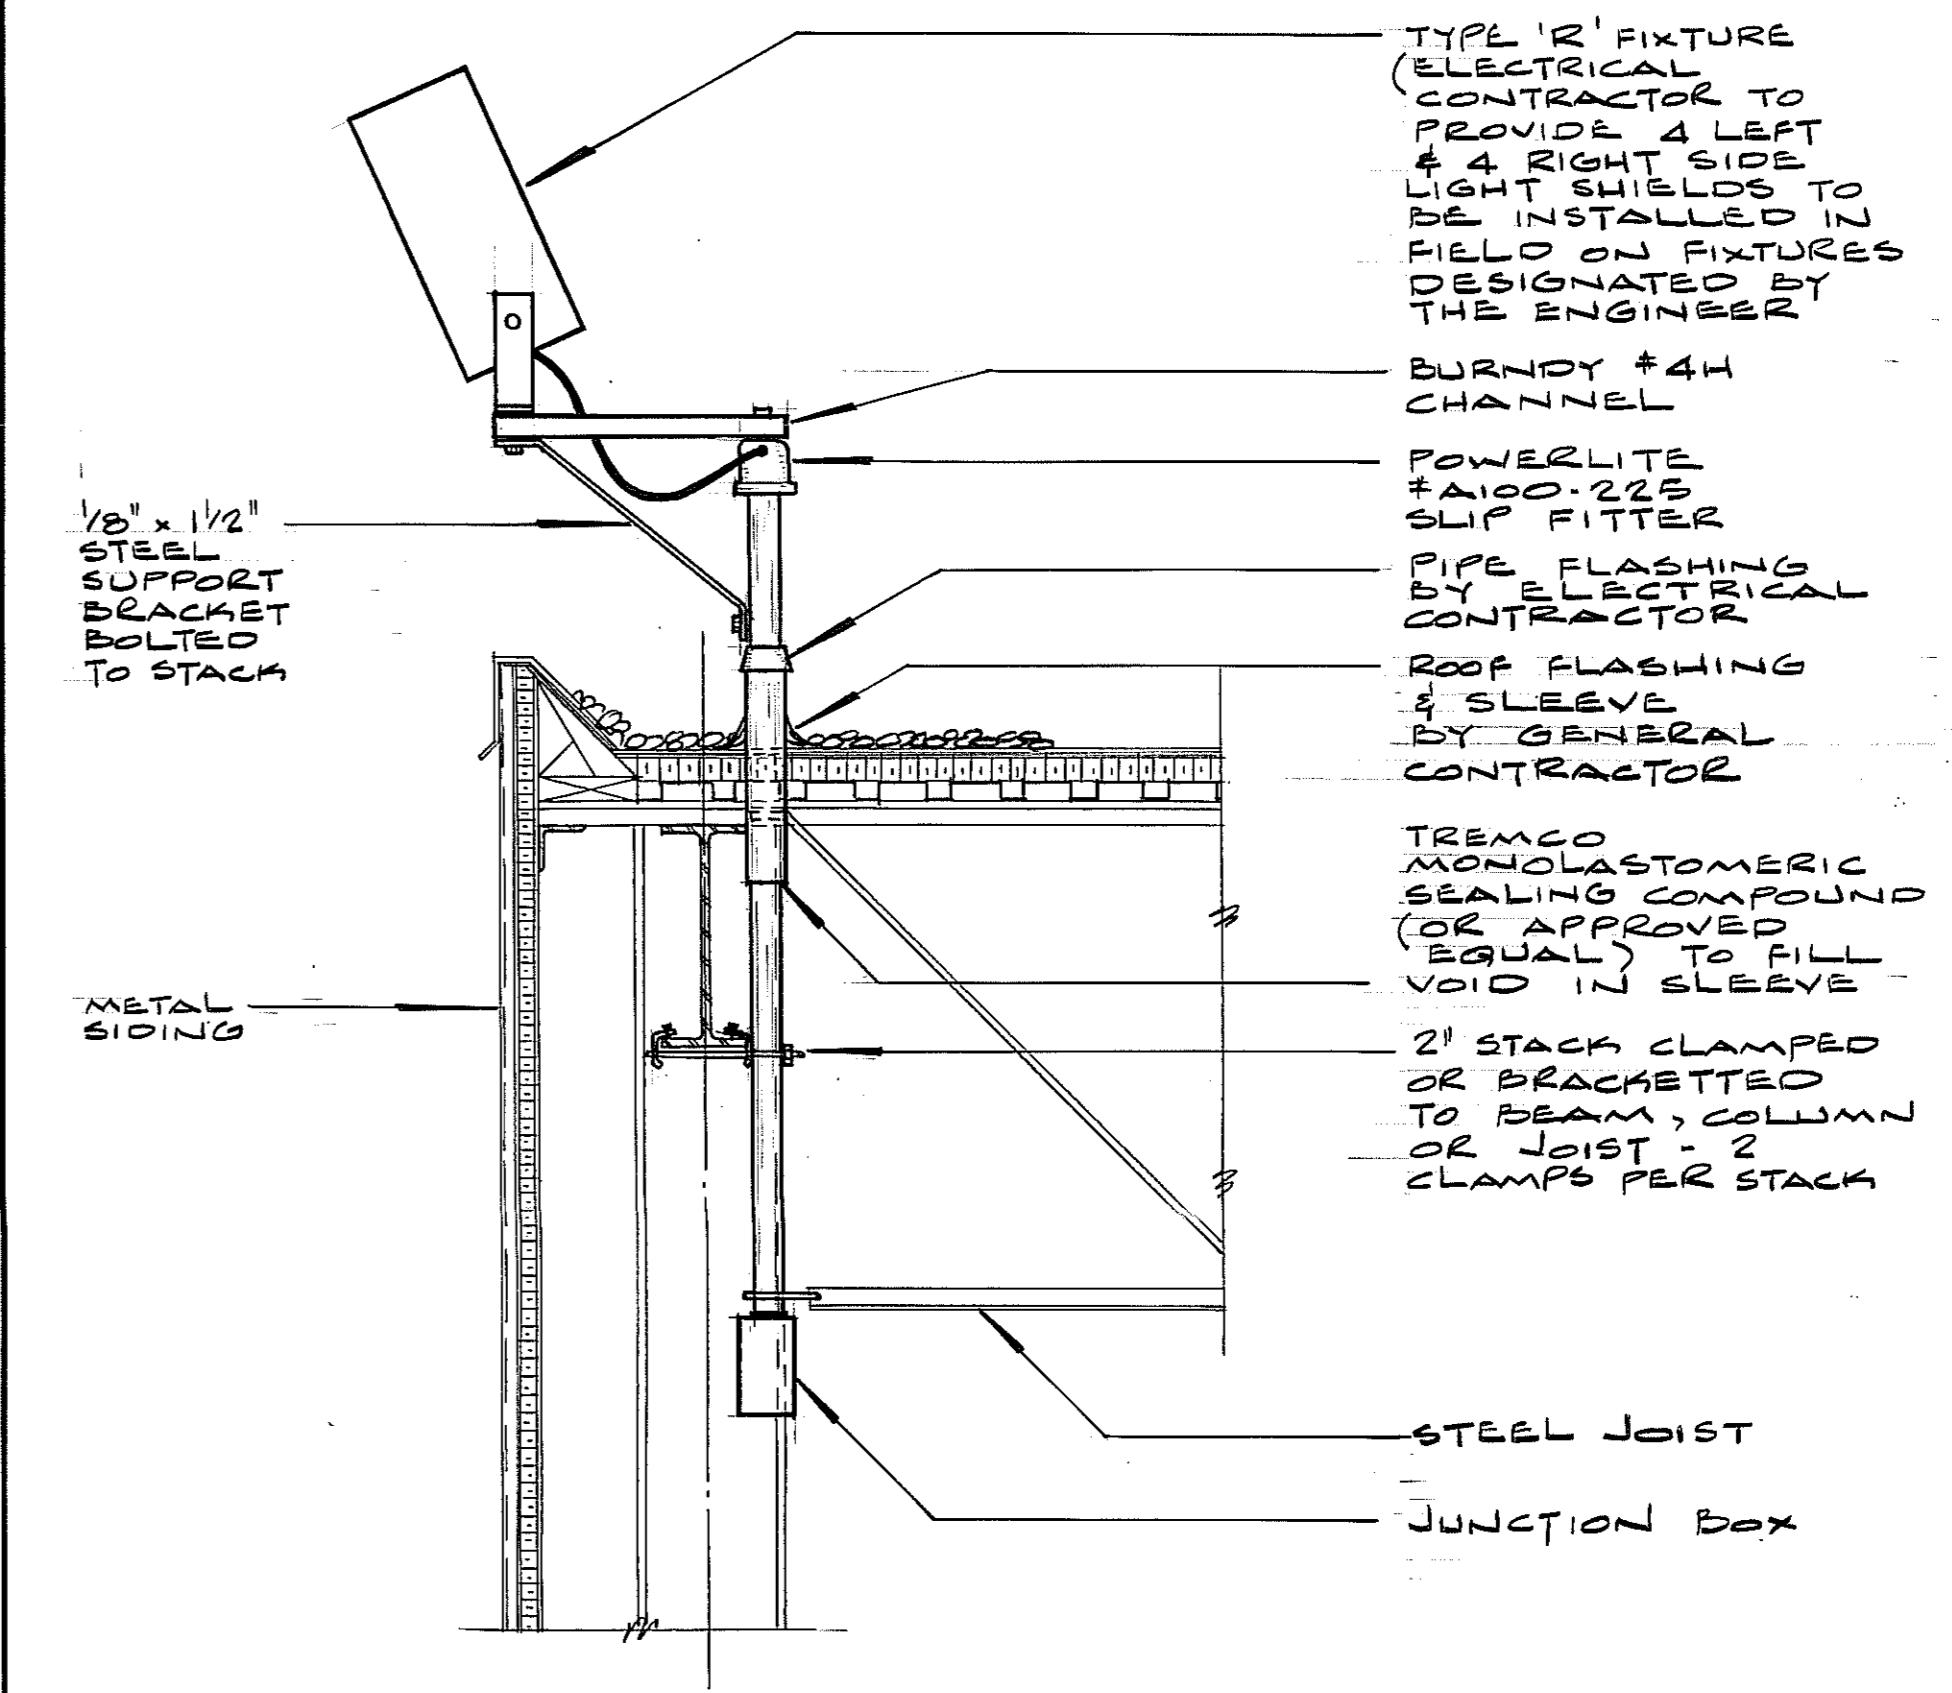 TYPE 'R' FIXTURE
(ELECTRICAL
CONTRACTOR TO
PROVIDE 4 LEFT
& 4 RIGHT SIDE
LIGHT SHIELDS TO
BE INSTALLED IN
FIELD ON FIXTURES
DESIGNATED BY
THE ENGINEER
BURNDY #4H
CHANNEL
POWERLITE
#A100-225
SLIP FITTER
1/8" x 1 1/2"
STEEL
SUPPORT
BRACKET
BOLTED
TO STACK
PIPE FLASHING
BY ELECTRICAL
CONTRACTOR
ROOF FLASHING
& SLEEVE
BY GENERAL
CONTRACTOR
TREMCO
MONOLASTOMERIC
SEALING COMPOUND
(OR APPROVED
EQUAL) TO FILL
VOID IN SLEEVE
METAL
SIDING
2" STACK CLAMPED
OR BRACKETTED
TO BEAM, COLUMN
OR JOIST - 2
CLAMPS PER STACK
STEEL JOIST
JUNCTION BOX